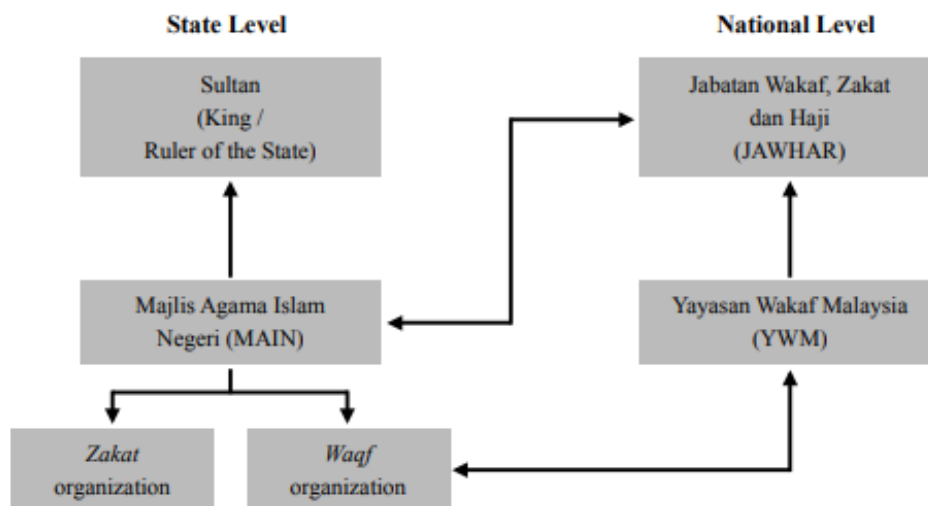 State Level
National Level
Sultan
(King /
Ruler of the State)
Jabatan Wakaf, Zakat
dan Haji
(JAWHAR)
Majlis Agama Islam
Negeri (MAIN)
Yayasan Wakaf Malaysia
(YWM)
Zakat
organization
Waqf
organization